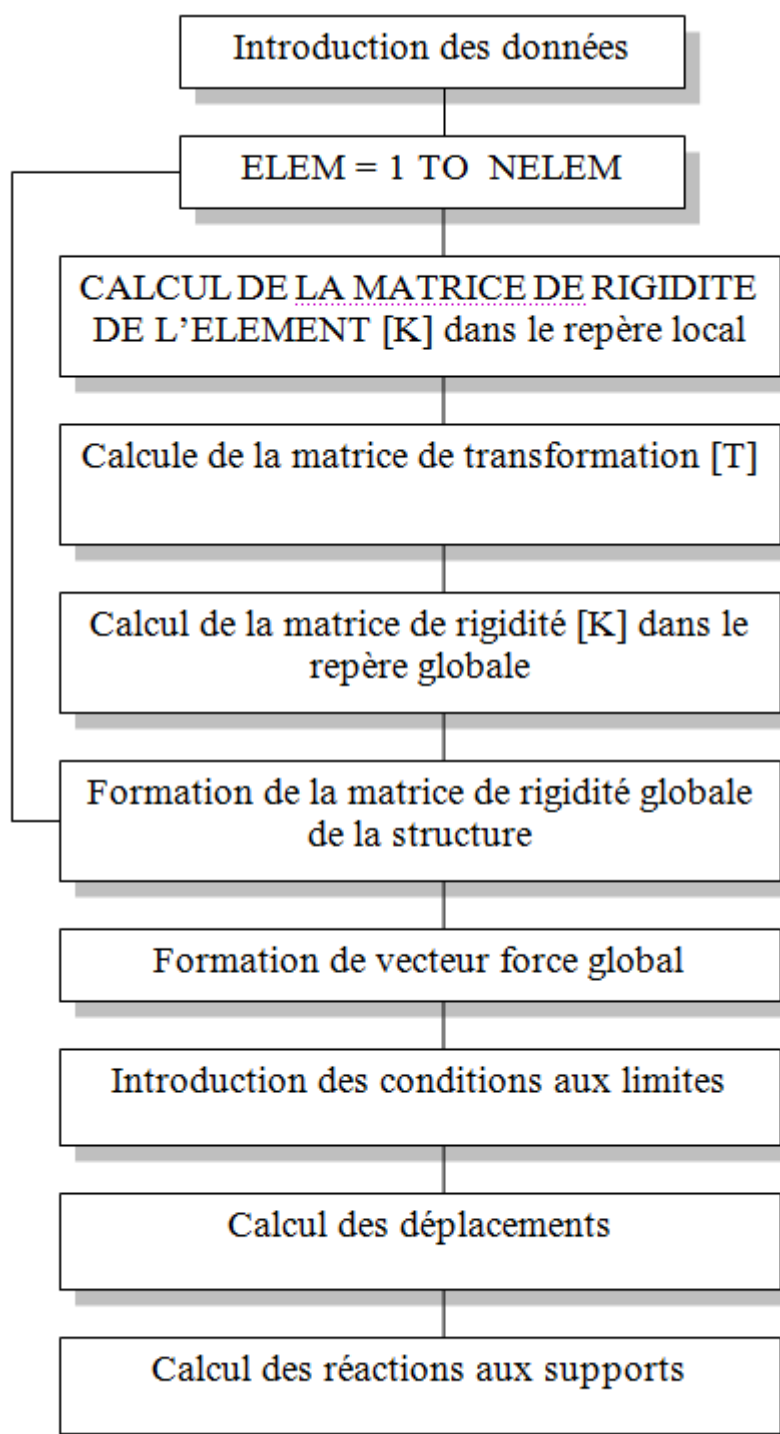 Introduction des données
ELEM = 1 TO NELEM
CALCUL DE LA MATRICE DE RIGIDITE
DE L'ELEMENT [K] dans le repère local
Calcule de la matrice de transformation [T]
Calcul de la matrice de rigidité [K] dans le
repère globale
Formation de la matrice de rigidité globale
de la structure
Formation de vecteur force global
Introduction des conditions aux limites
Calcul des déplacements
Calcul des réactions aux supports